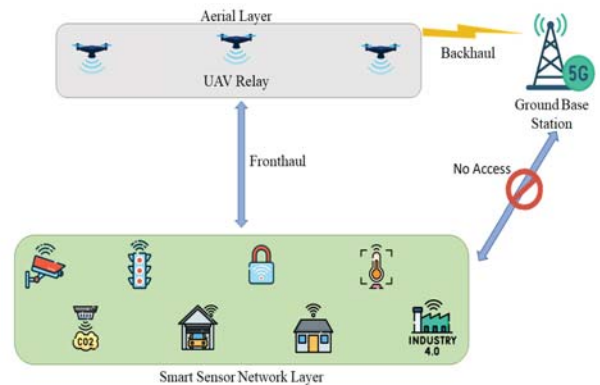 Aerial Layer
UAV Relay
Backhaul
5G
Ground Base
Station
Fronthaul
No Access
CO2
INDUSTRY
4.0
Smart Sensor Network Layer